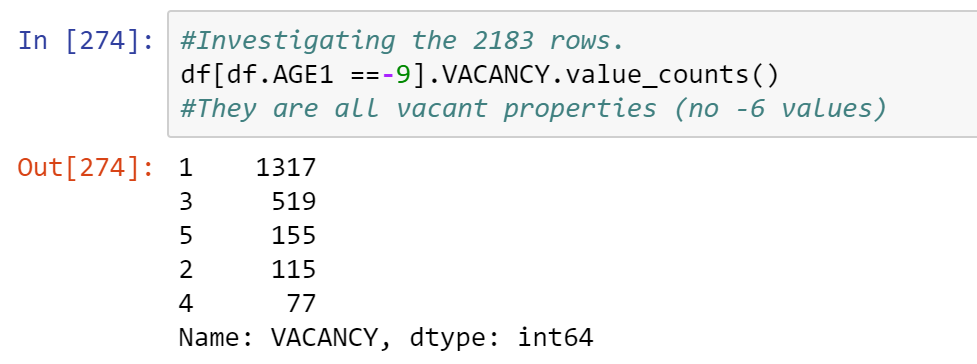 In [274]: #Investigating the 2183 rows.
df[df.AGE1 ==-9].VACANCY.value_counts()
#They are all vacant properties (no -6 values)
Out[274]: 1    1317
3     519
5     155
2     115
4      77
Name: VACANCY, dtype: int64